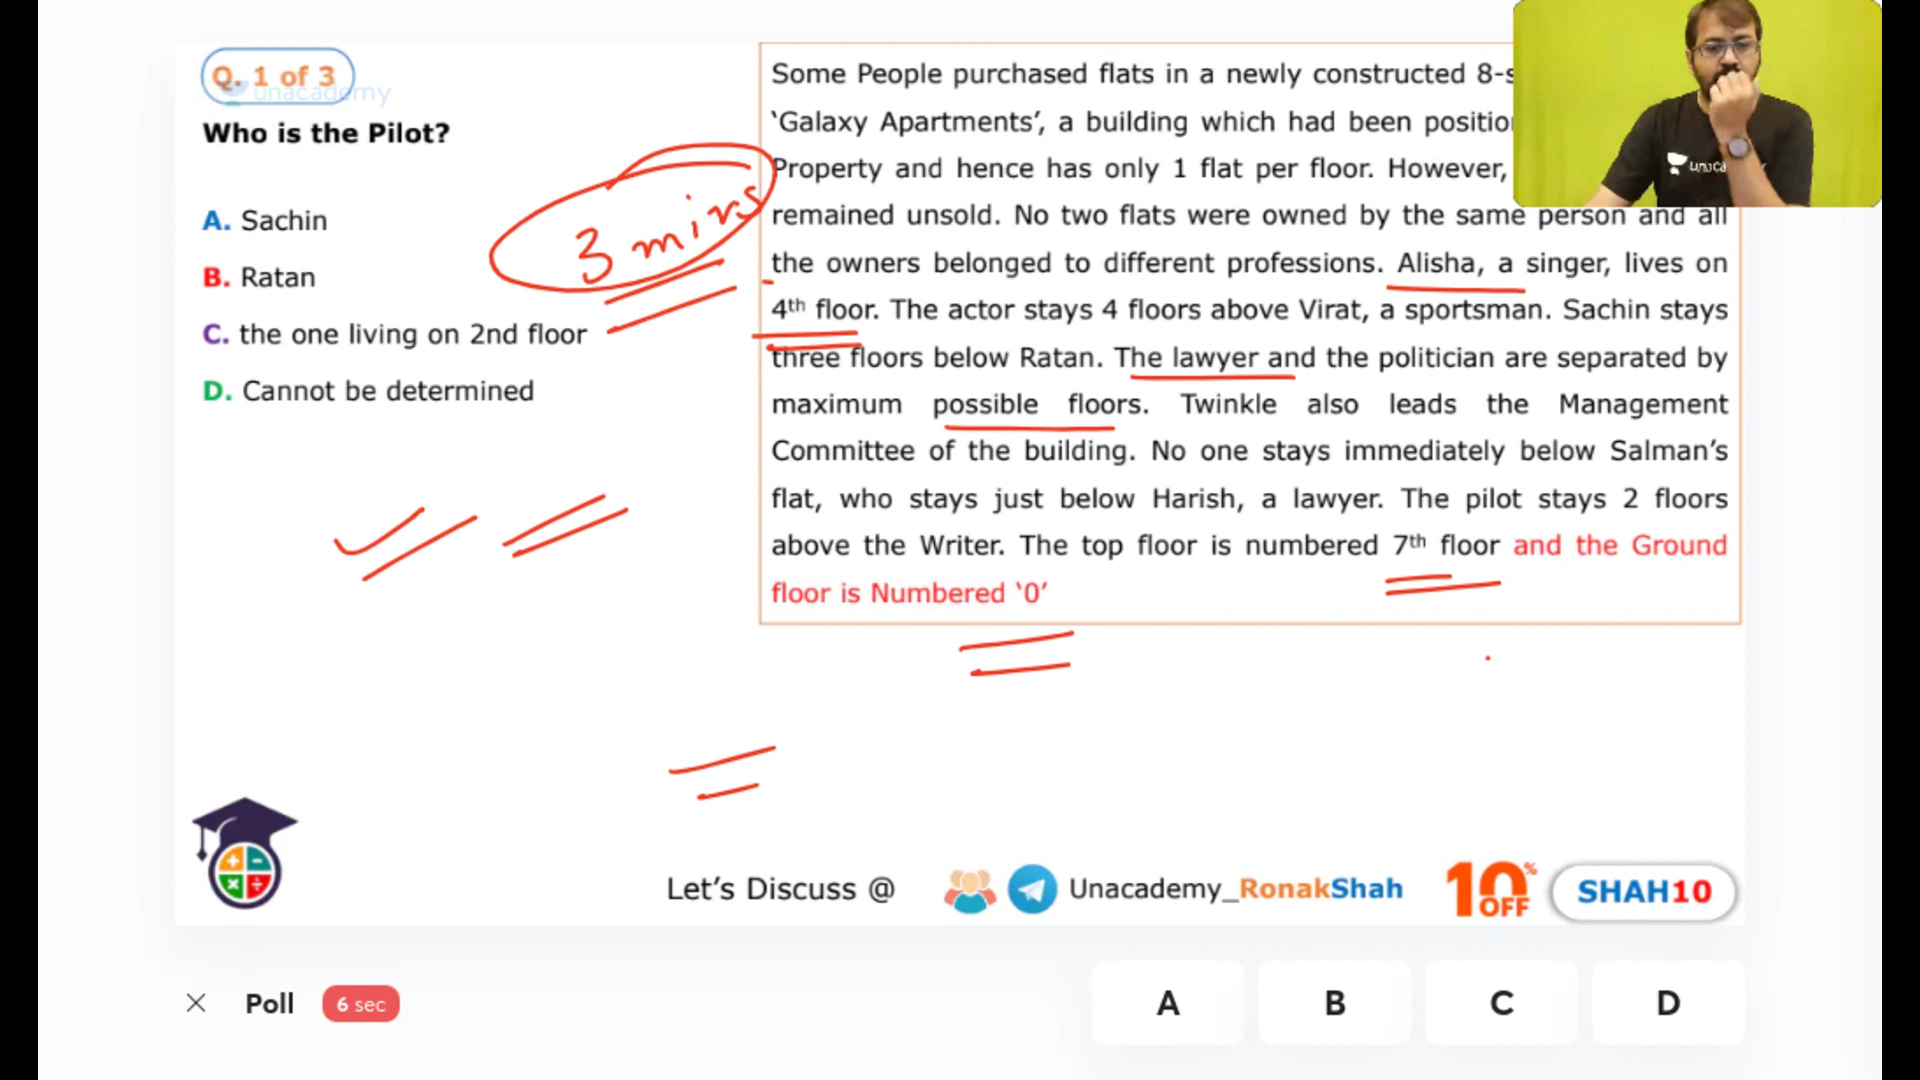 Q. 1 of 3
unacademy
Who is the Pilot?
A. Sachin
B. Ratan
C. the one living on 2nd floor
D. Cannot be determined
3 mins
Some People purchased flats in a newly constructed 8-s
‘Galaxy Apartments’, a building which had been positio
Property and hence has only 1 flat per floor. However,
remained unsold. No two flats were owned by the same person and all
the owners belonged to different professions. Alisha, a singer, lives on
4th floor. The actor stays 4 floors above Virat, a sportsman. Sachin stays
three floors below Ratan. The lawyer and the politician are separated by
maximum possible floors. Twinkle also leads the Management
Committee of the building. No one stays immediately below Salman’s
flat, who stays just below Harish, a lawyer. The pilot stays 2 floors
above the Writer. The top floor is numbered 7th floor and the Ground
floor is Numbered ‘0’
Let’s Discuss @ Unacademy_RonakShah 10% OFF SHAH10
× Poll 6 sec A B C D